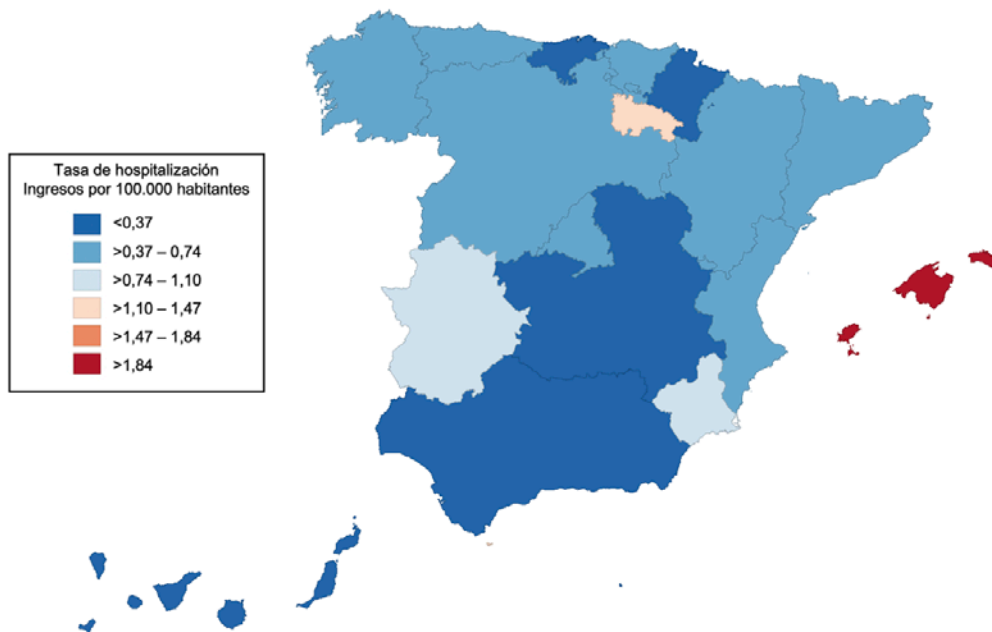 Tasa de hospitalización
Ingresos por 100.000 habitantes
<0,37
>0,37 – 0,74
>0,74 – 1,10
>1,10 – 1,47
>1,47 – 1,84
>1,84